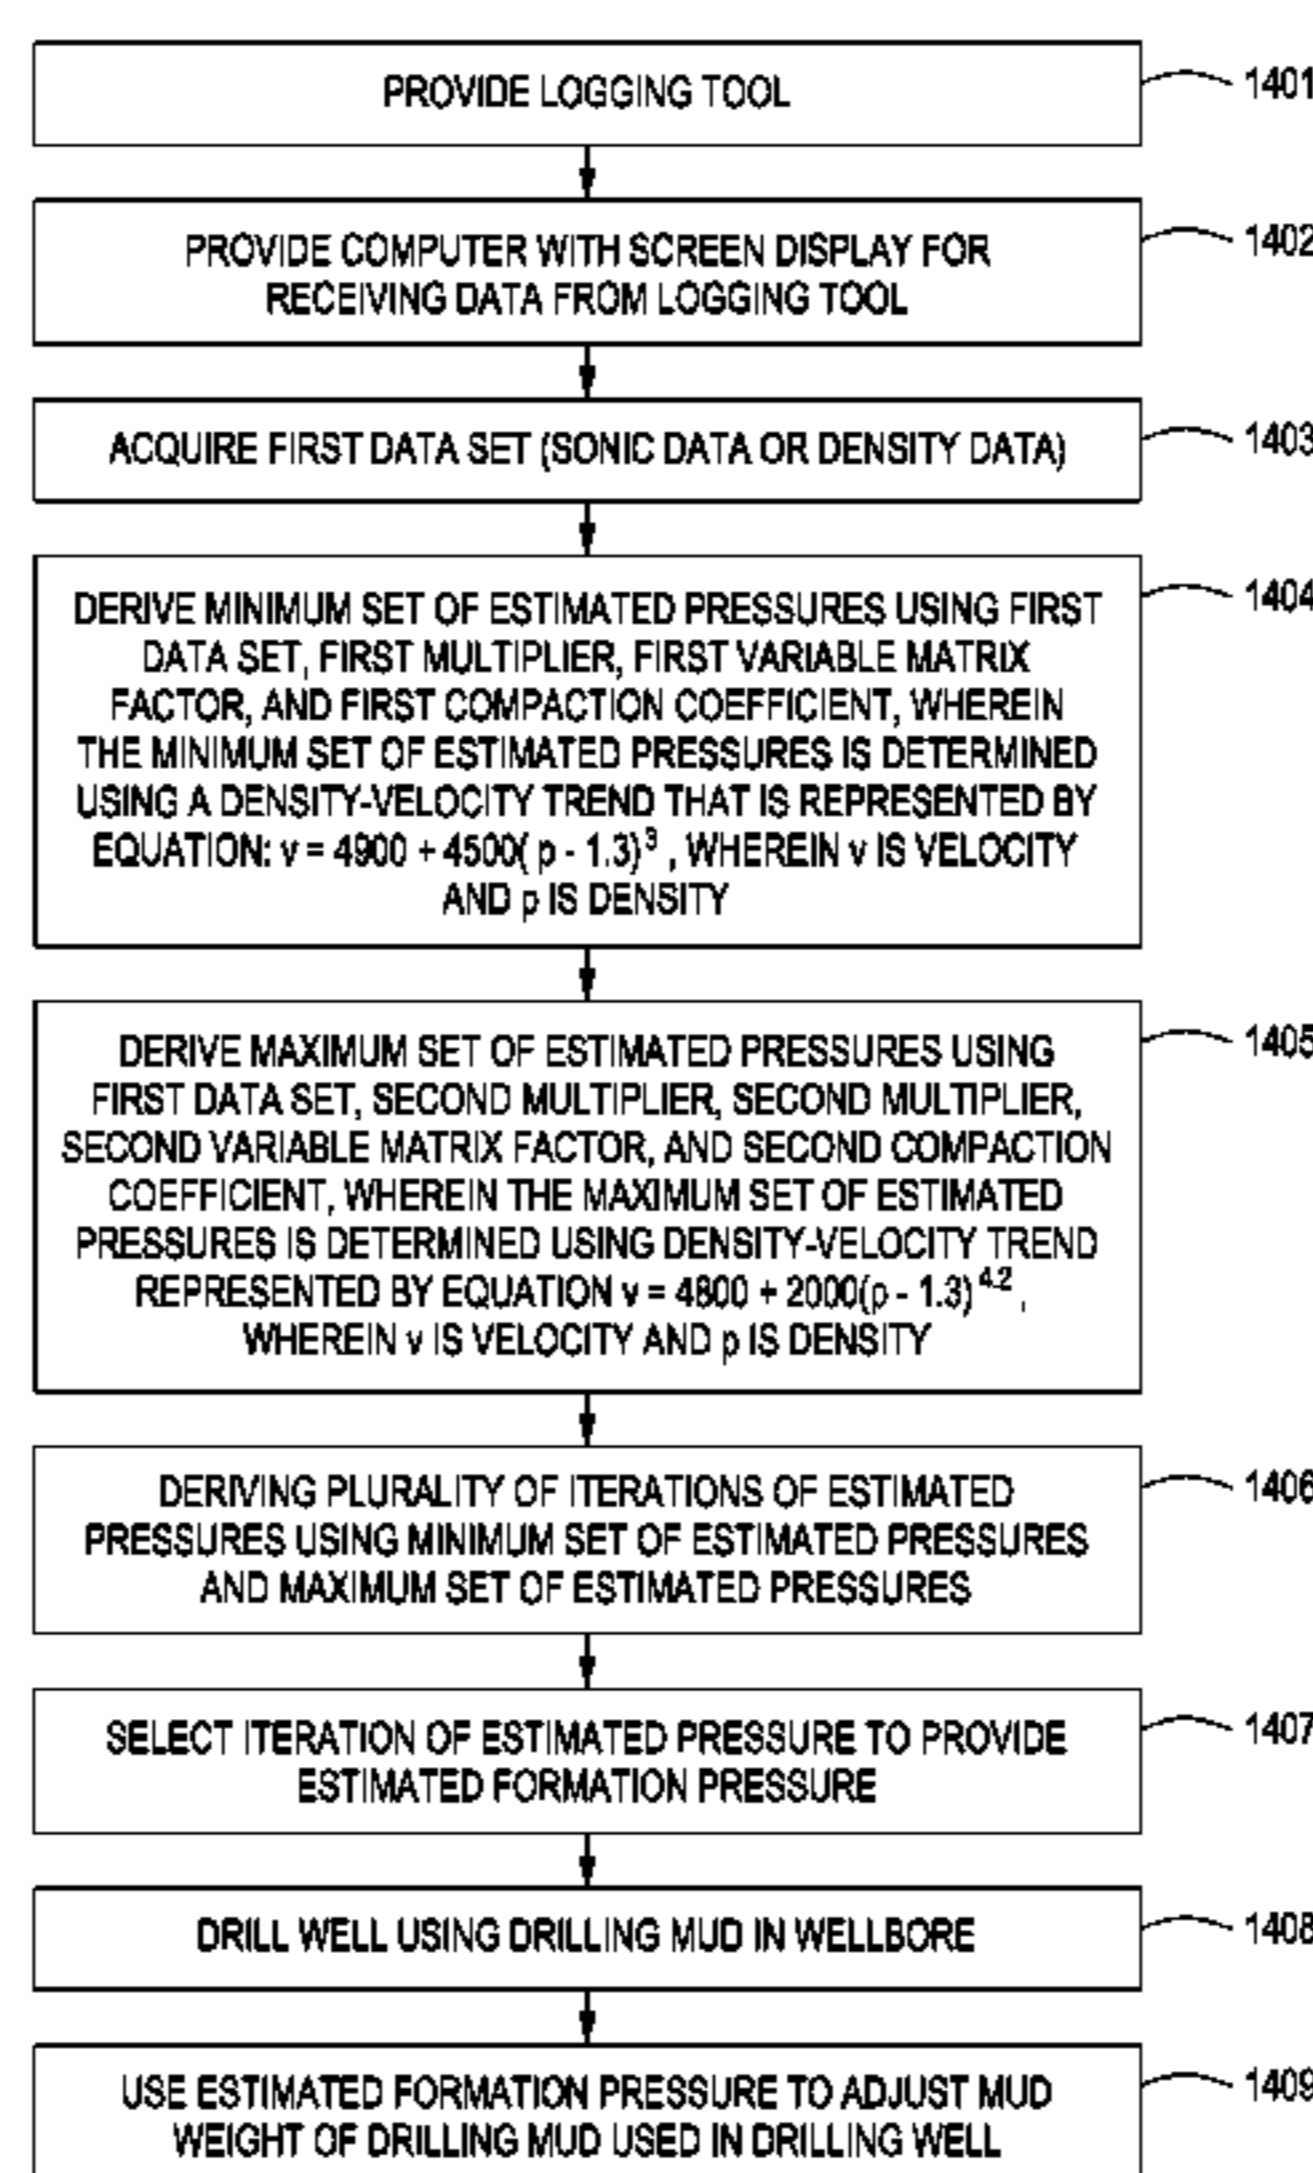 PROVIDE LOGGING TOOL
1401
PROVIDE COMPUTER WITH SCREEN DISPLAY FOR
RECEIVING DATA FROM LOGGING TOOL
1402
ACQUIRE FIRST DATA SET (SONIC DATA OR DENSITY DATA)
1403
DERIVE MINIMUM SET OF ESTIMATED PRESSURES USING FIRST
DATA SET, FIRST MULTIPLIER, FIRST VARIABLE MATRIX
FACTOR, AND FIRST COMPACTION COEFFICIENT, WHEREIN
THE MINIMUM SET OF ESTIMATED PRESSURES IS DETERMINED
USING A DENSITY-VELOCITY TREND THAT IS REPRESENTED BY
EQUATION: v = 4900 + 4500( p - 1.3)³ , WHEREIN v IS VELOCITY
AND p IS DENSITY
1404
DERIVE MAXIMUM SET OF ESTIMATED PRESSURES USING
FIRST DATA SET, SECOND MULTIPLIER, SECOND MULTIPLIER,
SECOND VARIABLE MATRIX FACTOR, AND SECOND COMPACTION
COEFFICIENT, WHEREIN THE MAXIMUM SET OF ESTIMATED
PRESSURES IS DETERMINED USING DENSITY-VELOCITY TREND
REPRESENTED BY EQUATION v = 4800 + 2000(p - 1.3)^4.2 ,
WHEREIN v IS VELOCITY AND p IS DENSITY
1405
DERIVING PLURALITY OF ITERATIONS OF ESTIMATED
PRESSURES USING MINIMUM SET OF ESTIMATED PRESSURES
AND MAXIMUM SET OF ESTIMATED PRESSURES
1406
SELECT ITERATION OF ESTIMATED PRESSURE TO PROVIDE
ESTIMATED FORMATION PRESSURE
1407
DRILL WELL USING DRILLING MUD IN WELLBORE
1408
USE ESTIMATED FORMATION PRESSURE TO ADJUST MUD
WEIGHT OF DRILLING MUD USED IN DRILLING WELL
1409